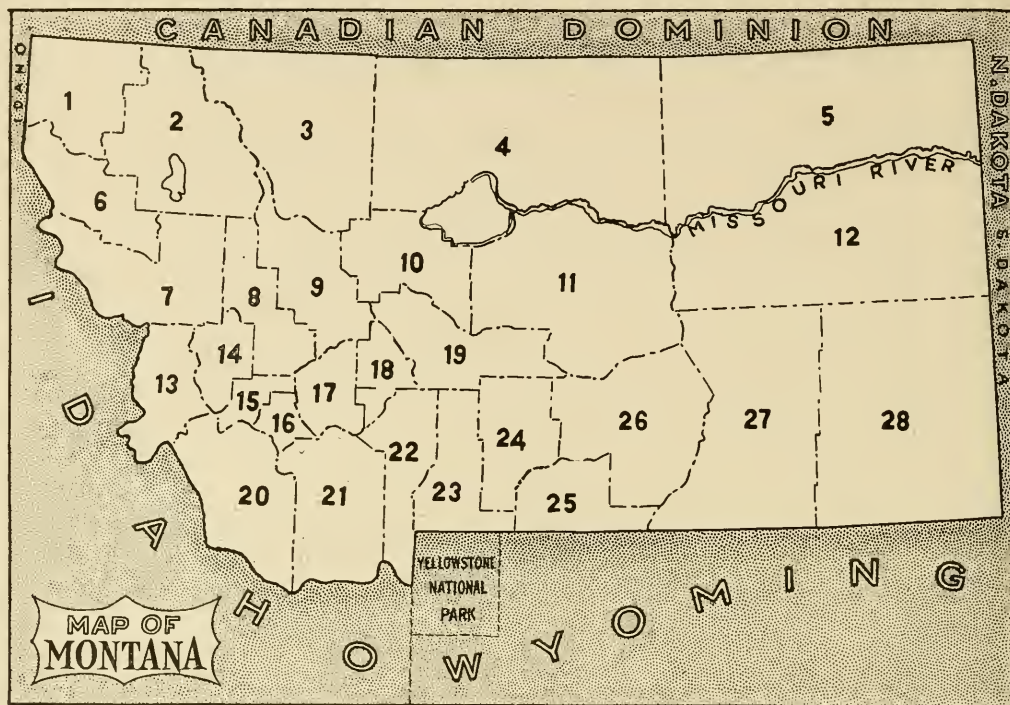 CANADIAN DOMINION
IDAHO
N. DAKOTA
S. DAKOTA
1
2
3
4
5
6
7
8
9
10
11
12
13
14
15
16
17
18
19
20
21
22
23
24
25
26
27
28
MISSOURI RIVER
IDAHO
WYOMING
YELLOWSTONE
NATIONAL
PARK
MAP OF
MONTANA